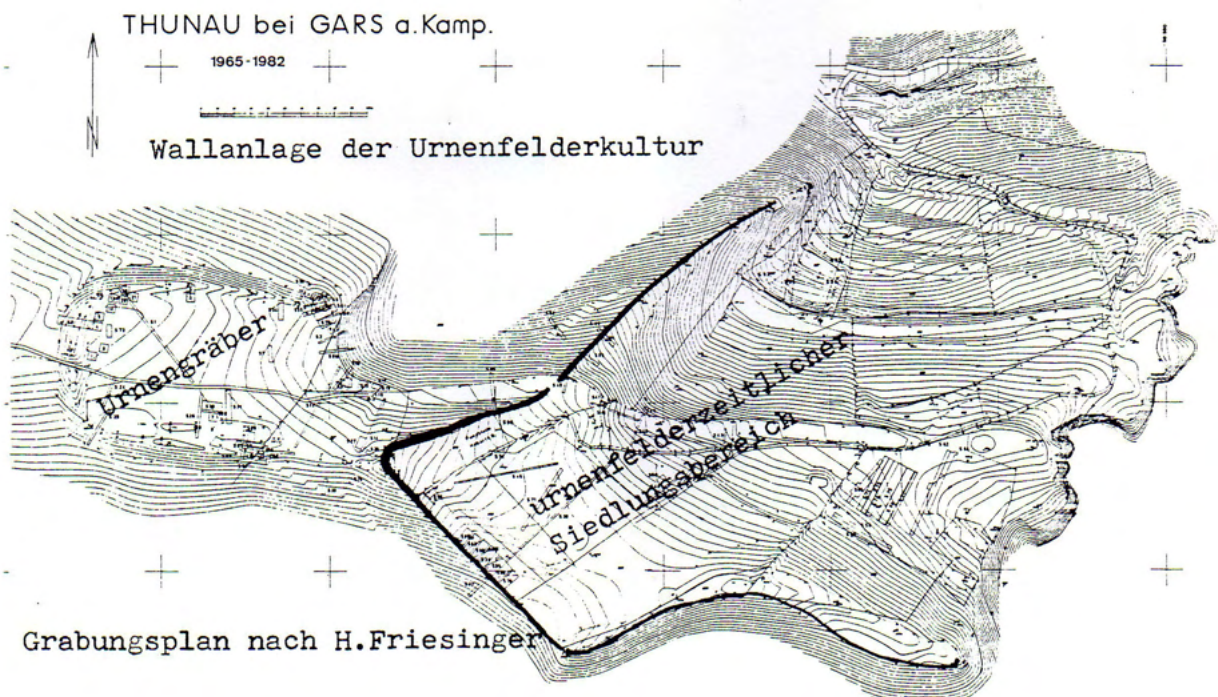 THUNAU bei GARS a.Kamp.
1965-1982
N
Wallanlage der Urnenfelderkultur
Urnengräber
urnenfelderzeitlicher
Siedlungsbereich
Grabungsplan nach H.Friesinger